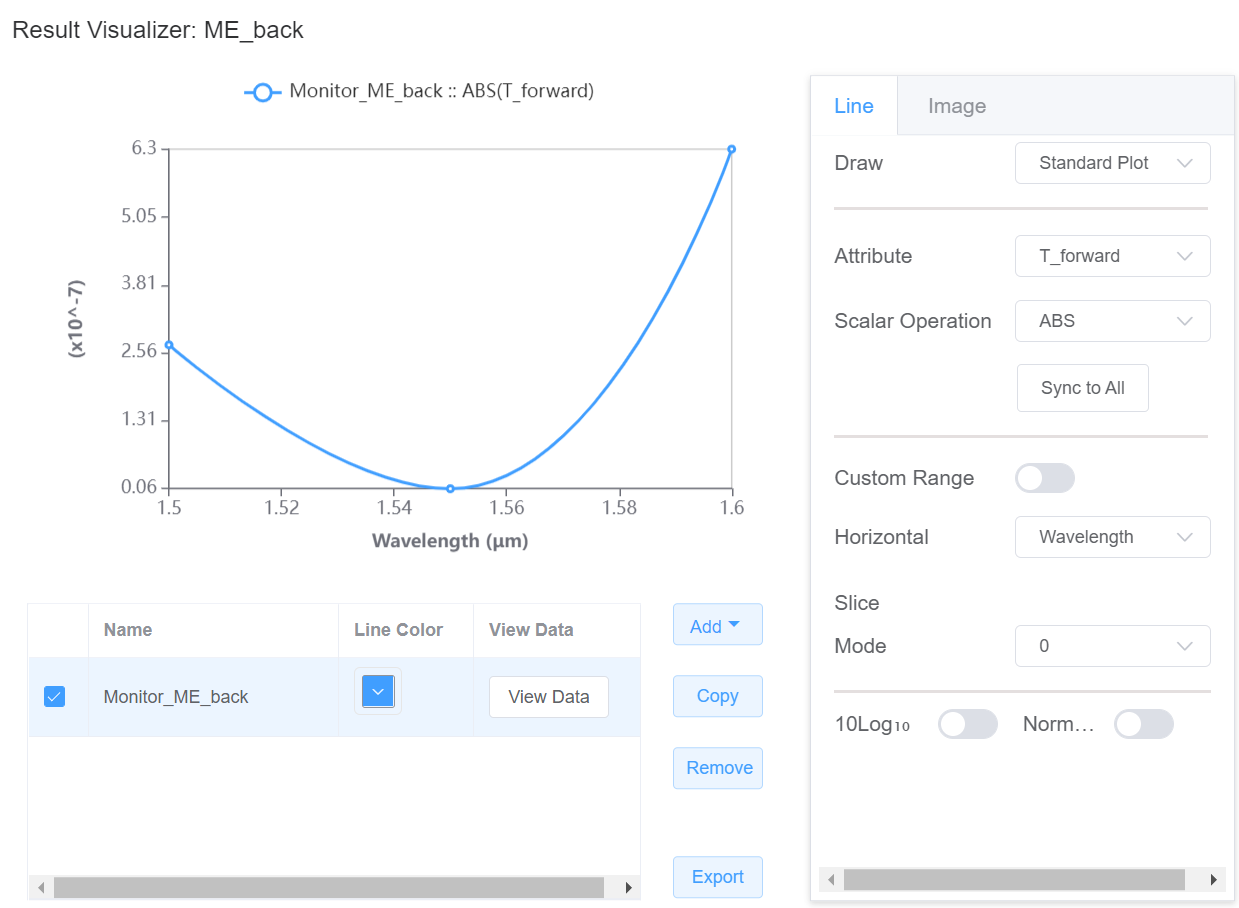 Result Visualizer: ME_back
Monitor_ME_back :: ABS(T_forward)
6.3
5.05
3.81
2.56
1.31
0.06
(x10^-7)
1.5 1.52 1.54 1.56 1.58 1.6
Wavelength (μm)
Name Line Color View Data
Monitor_ME_back View Data
Add
Copy
Remove
Export
Line Image
Draw Standard Plot
Attribute T_forward
Scalar Operation ABS
Sync to All
Custom Range
Horizontal Wavelength
Slice
Mode 0
10Log₁₀ Norm...